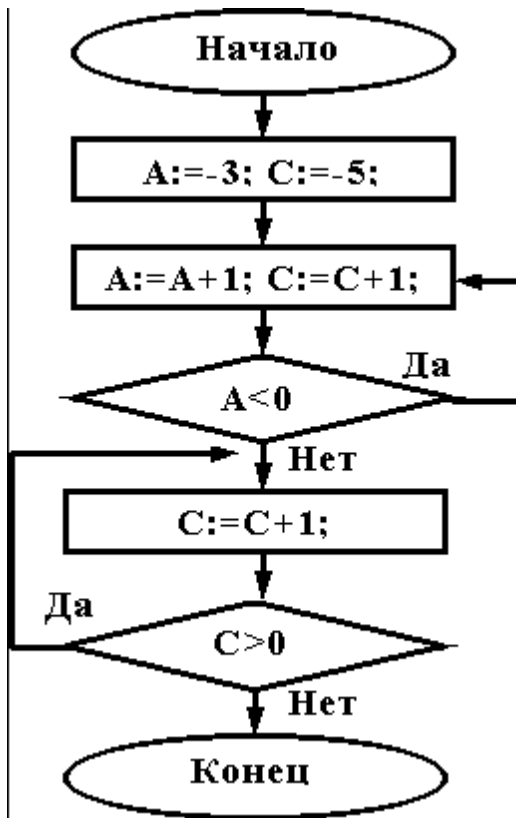 Начало
A:=-3; C:=-5;
A:=A+1; C:=C+1;
Да
A<0
Нет
C:=C+1;
Да
C>0
Нет
Конец